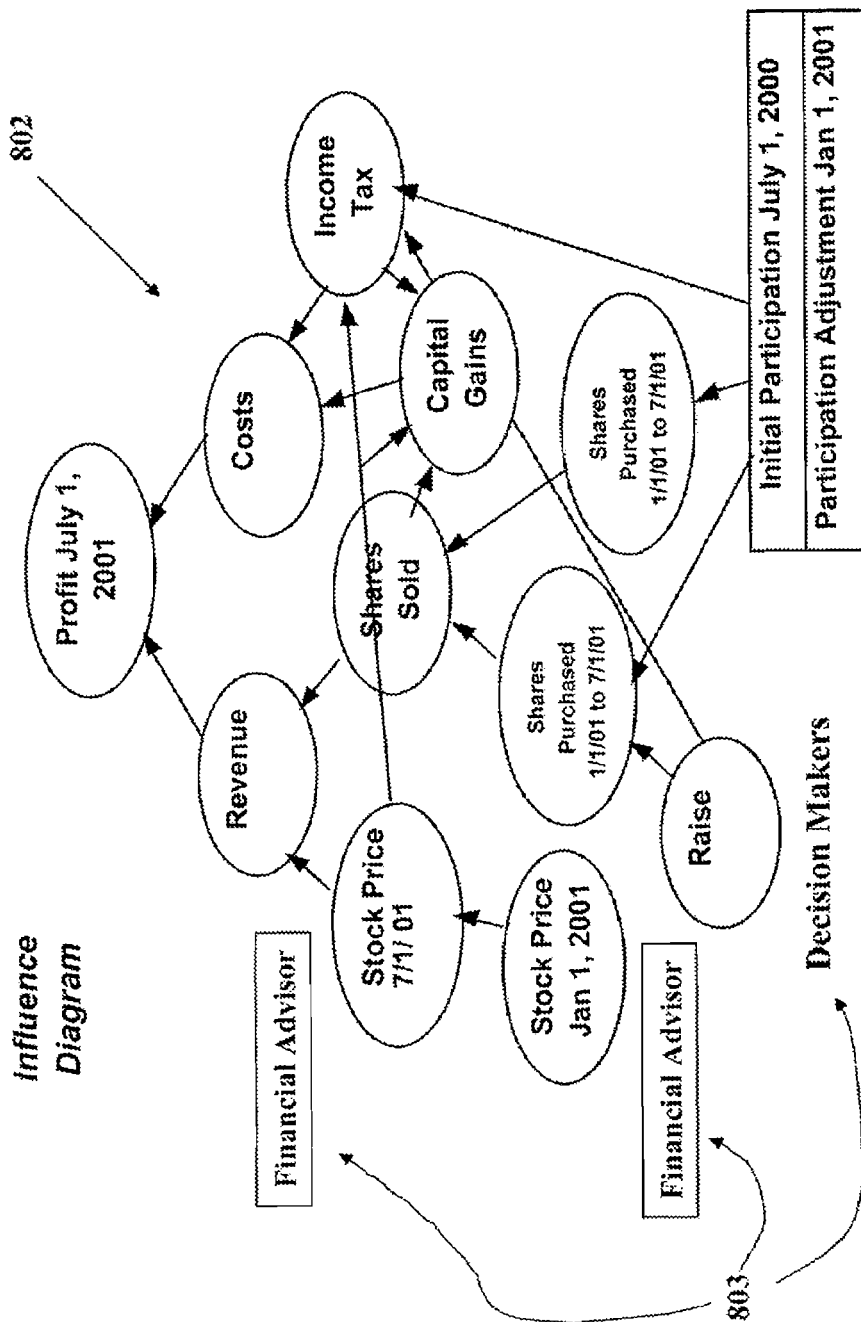 Influence
Diagram
802
Profit July 1,
2001
Financial Advisor
Revenue
Costs
Stock Price
7/1/ 01
Shares
Sold
Income
Tax
Capital
Gains
Stock Price
Jan 1, 2001
Shares
Purchased
1/1/01 to 7/1/01
Shares
Purchased
1/1/01 to 7/1/01
Financial Advisor
Raise
803
Decision Makers
Initial Participation July 1, 2000
Participation Adjustment Jan 1, 2001